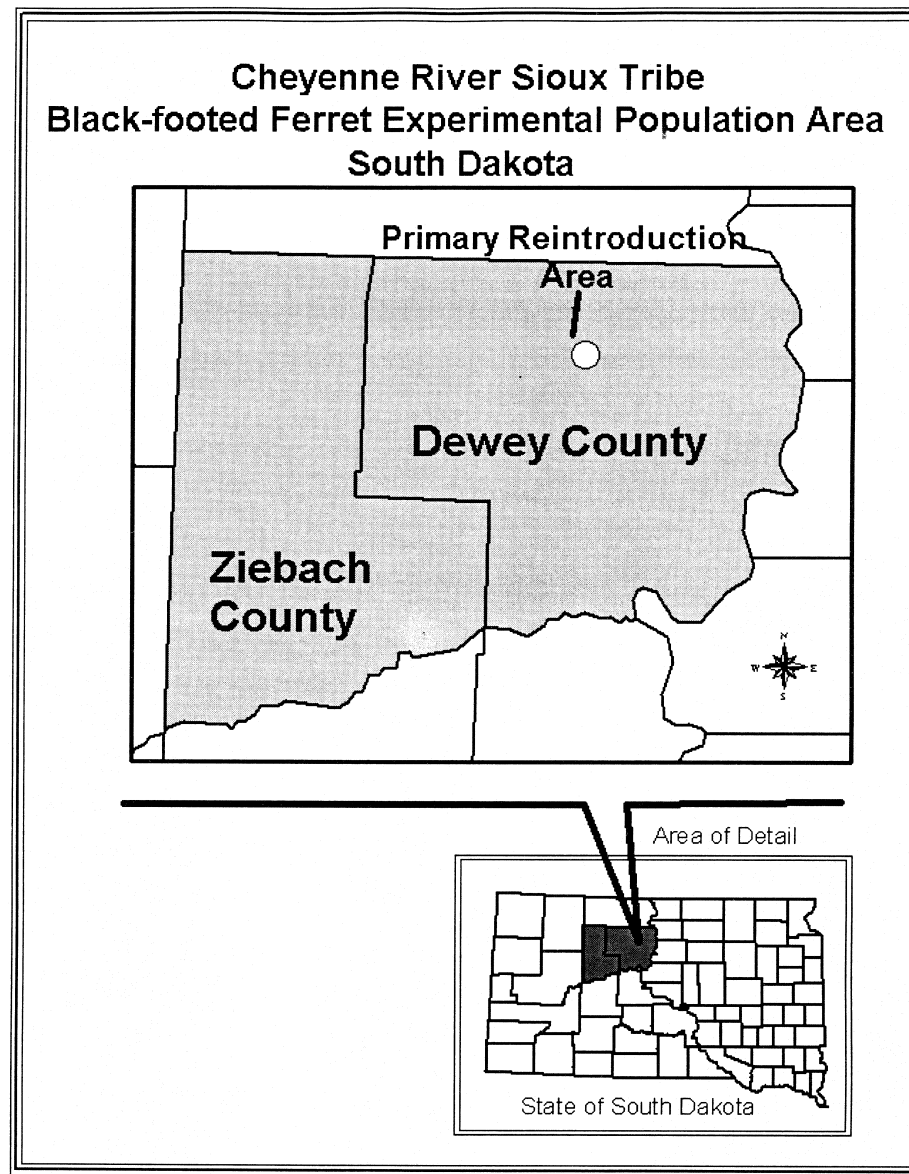 Cheyenne River Sioux Tribe
Black-footed Ferret Experimental Population Area
South Dakota
Primary Reintroduction
Area
Dewey County
Ziebach
County
N
W E
S
Area of Detail
State of South Dakota